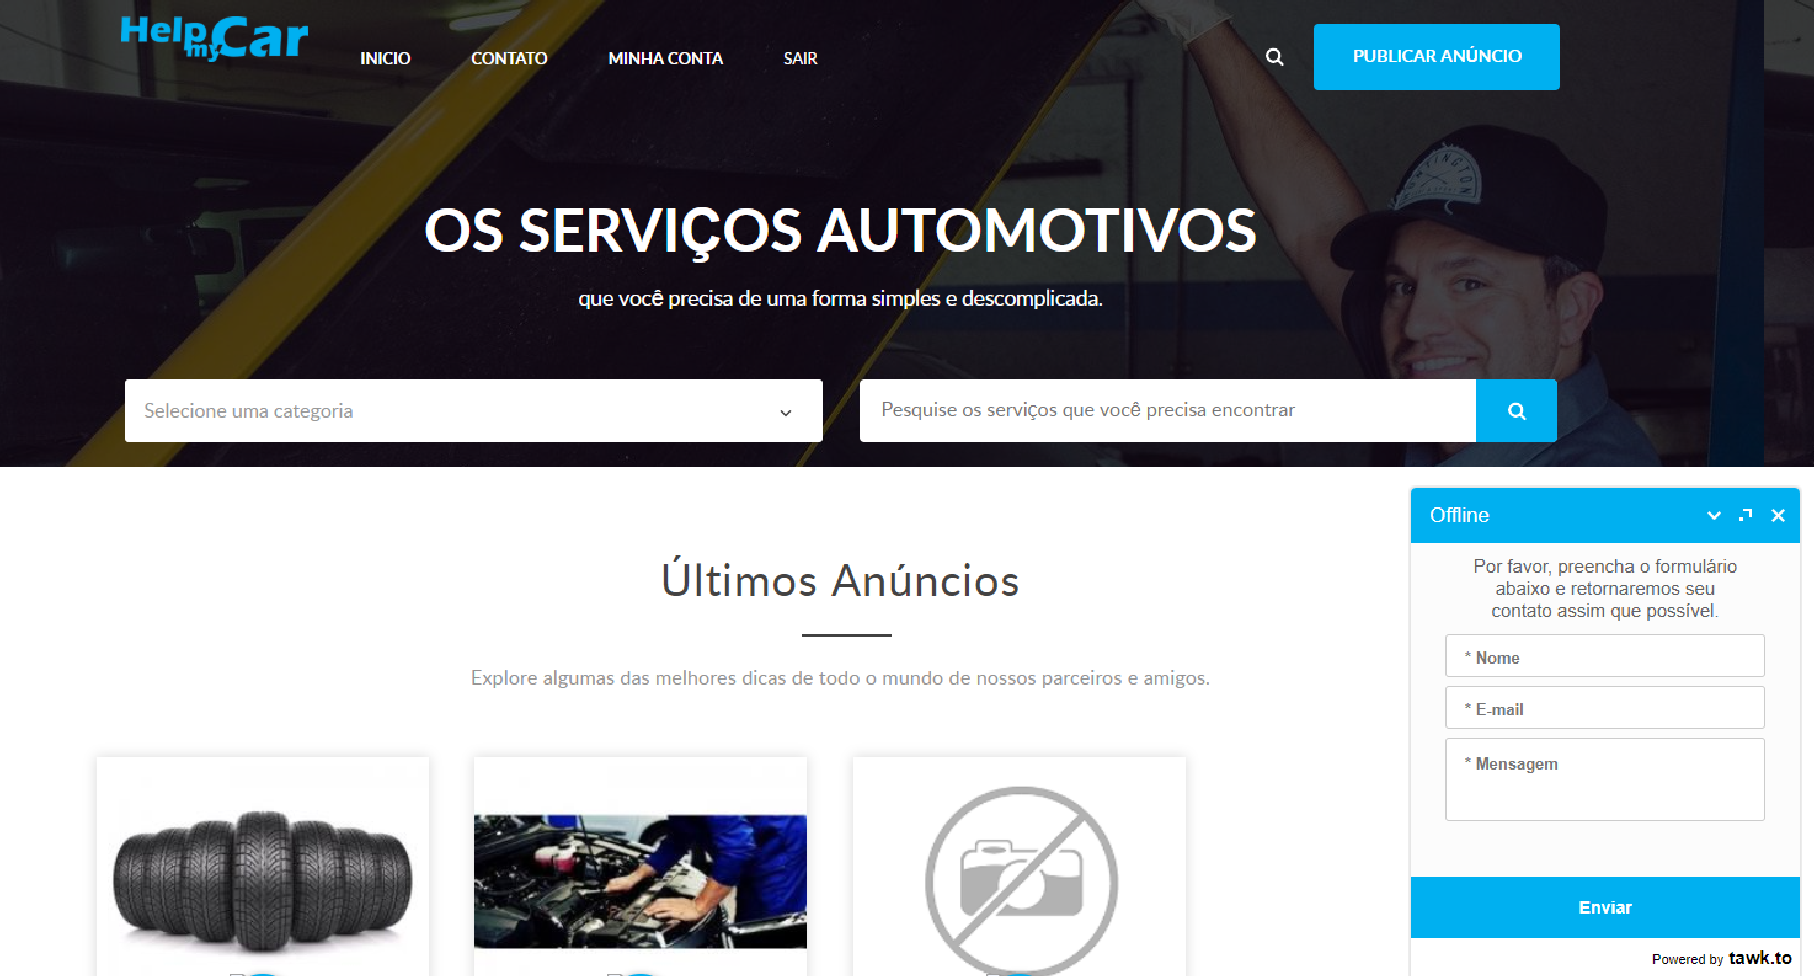 Help my Car
INICIO
CONTATO
MINHA CONTA
SAIR
PUBLICAR ANÚNCIO
OS SERVIÇOS AUTOMOTIVOS
que você precisa de uma forma simples e descomplicada.
Selecione uma categoria
Pesquise os serviços que você precisa encontrar
Últimos Anúncios
Explore algumas das melhores dicas de todo o mundo de nossos parceiros e amigos.
Offline
Por favor, preencha o formulário
abaixo e retornaremos seu
contato assim que possível.
* Nome
* E-mail
* Mensagem
Enviar
Powered by tawk.to